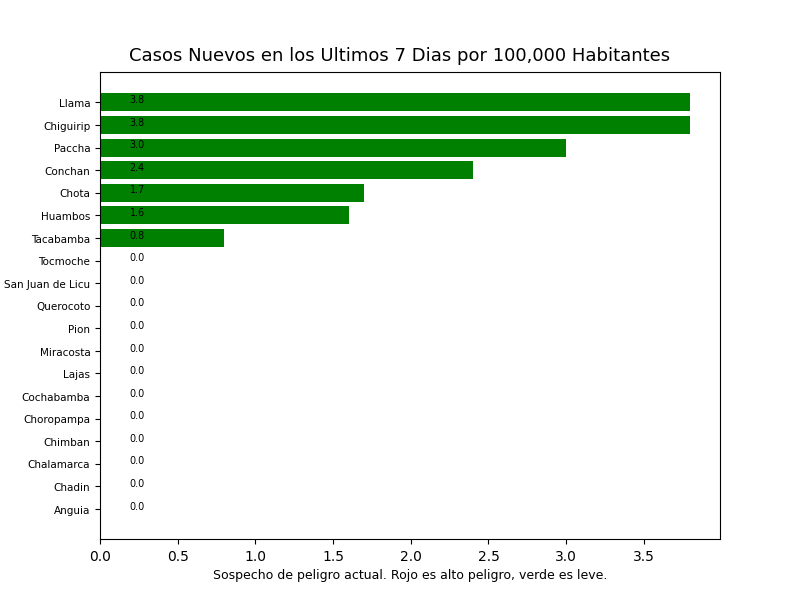 Casos Nuevos en los Ultimos 7 Dias por 100,000 Habitantes
Llama 3.8
Chiguirip 3.8
Paccha 3.0
Conchan 2.4
Chota 1.7
Huambos 1.6
Tacabamba 0.8
Tocmoche 0.0
San Juan de Licu 0.0
Querocoto 0.0
Pion 0.0
Miracosta 0.0
Lajas 0.0
Cochabamba 0.0
Choropampa 0.0
Chimban 0.0
Chalamarca 0.0
Chadin 0.0
Anguia 0.0
0.0 0.5 1.0 1.5 2.0 2.5 3.0 3.5
Sospecho de peligro actual. Rojo es alto peligro, verde es leve.